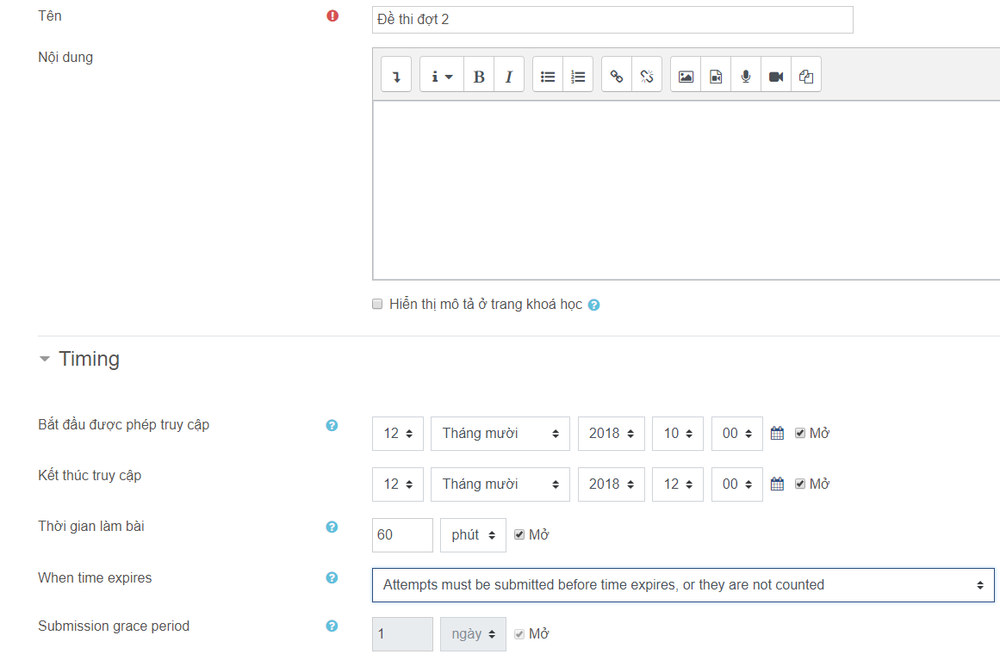 Tên
Đề thi đợt 2
Nội dung
i B I
Hiển thị mô tả ở trang khoá học
Timing
Bắt đầu được phép truy cập 12 Tháng mười 2018 10 00 Mở
Kết thúc truy cập 12 Tháng mười 2018 12 00 Mở
Thời gian làm bài 60 phút Mở
When time expires Attempts must be submitted before time expires, or they are not counted
Submission grace period 1 ngày Mở